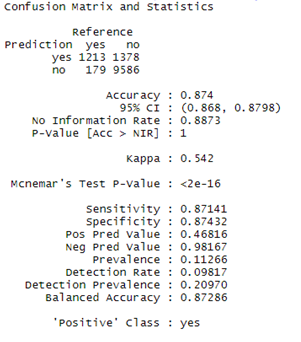 Confusion Matrix and Statistics
Reference
Prediction yes no
yes 1213 1378
no 179 9586
Accuracy : 0.874
95% CI : (0.868, 0.8798)
No Information Rate : 0.8873
P-Value [Acc > NIR] : 1
Kappa : 0.542
Mcnemar's Test P-Value : <2e-16
Sensitivity : 0.87141
Specificity : 0.87432
Pos Pred Value : 0.46816
Neg Pred Value : 0.98167
Prevalence : 0.11266
Detection Rate : 0.09817
Detection Prevalence : 0.20970
Balanced Accuracy : 0.87286
'Positive' Class : yes